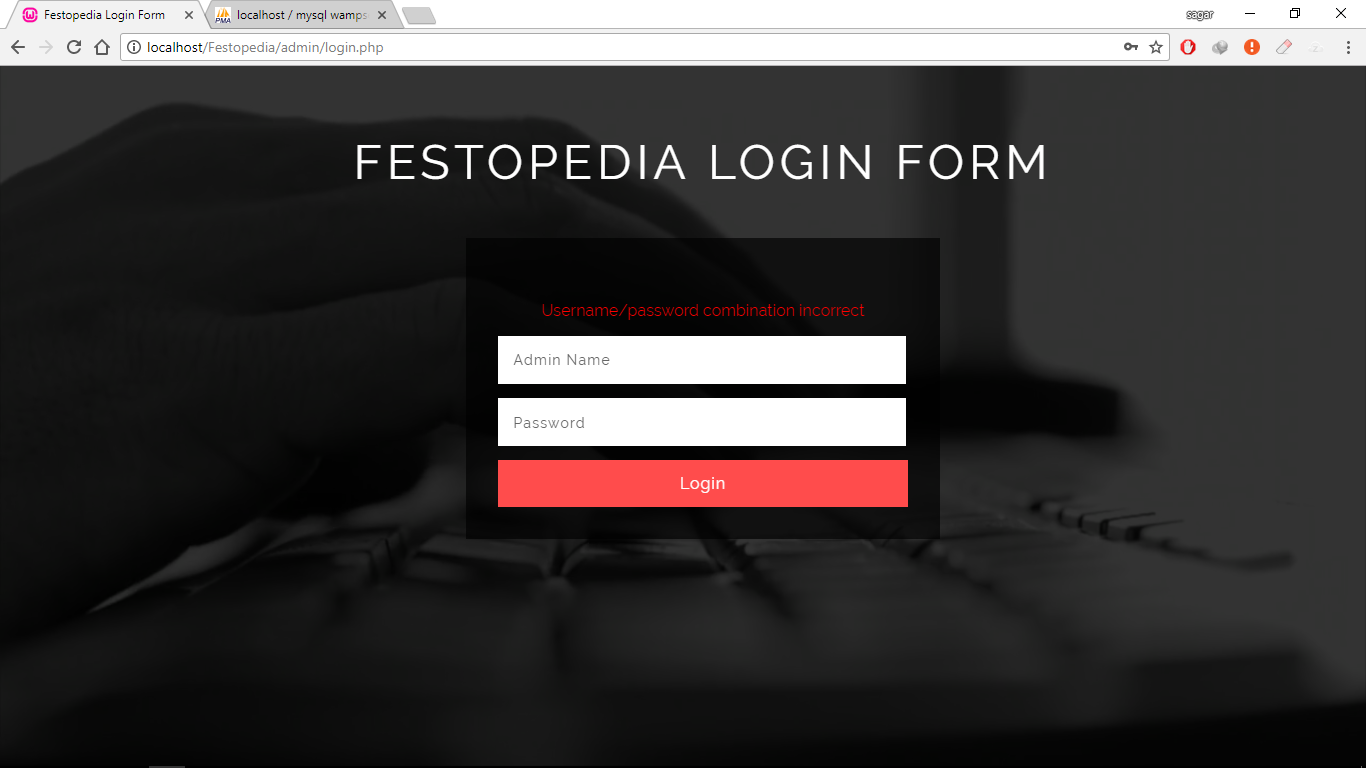 Festopedia Login Form
localhost / mysql wamps
sagar
localhost/Festopedia/admin/login.php
FESTOPEDIA LOGIN FORM
Username/password combination incorrect
Admin Name
Password
Login